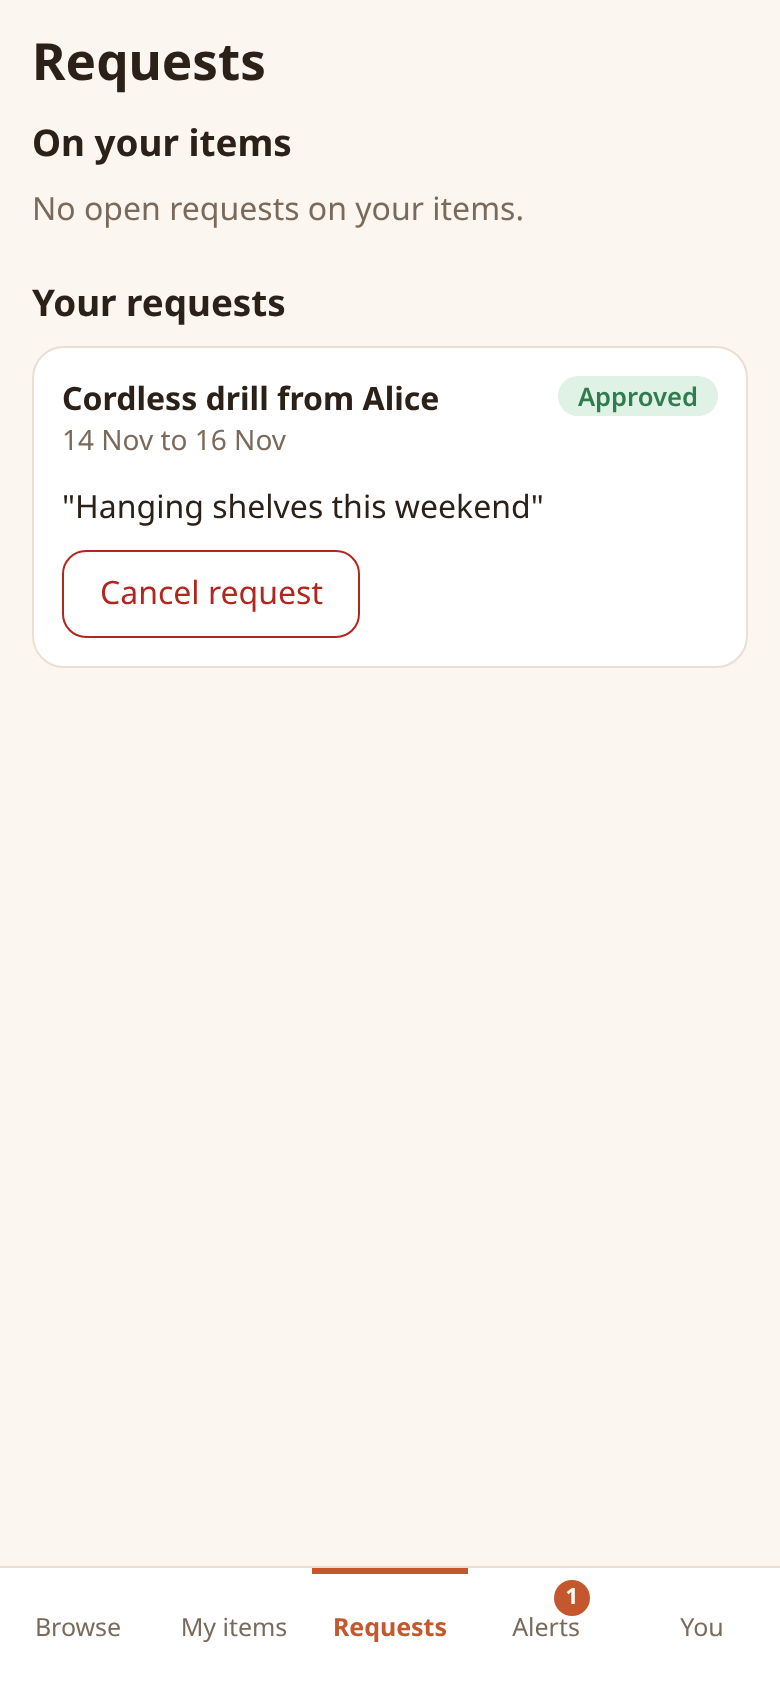 Requests
On your items
No open requests on your items.
Your requests
Cordless drill from Alice
Approved
14 Nov to 16 Nov
"Hanging shelves this weekend"
Cancel request
1
Browse
My items
Requests
Alerts
You